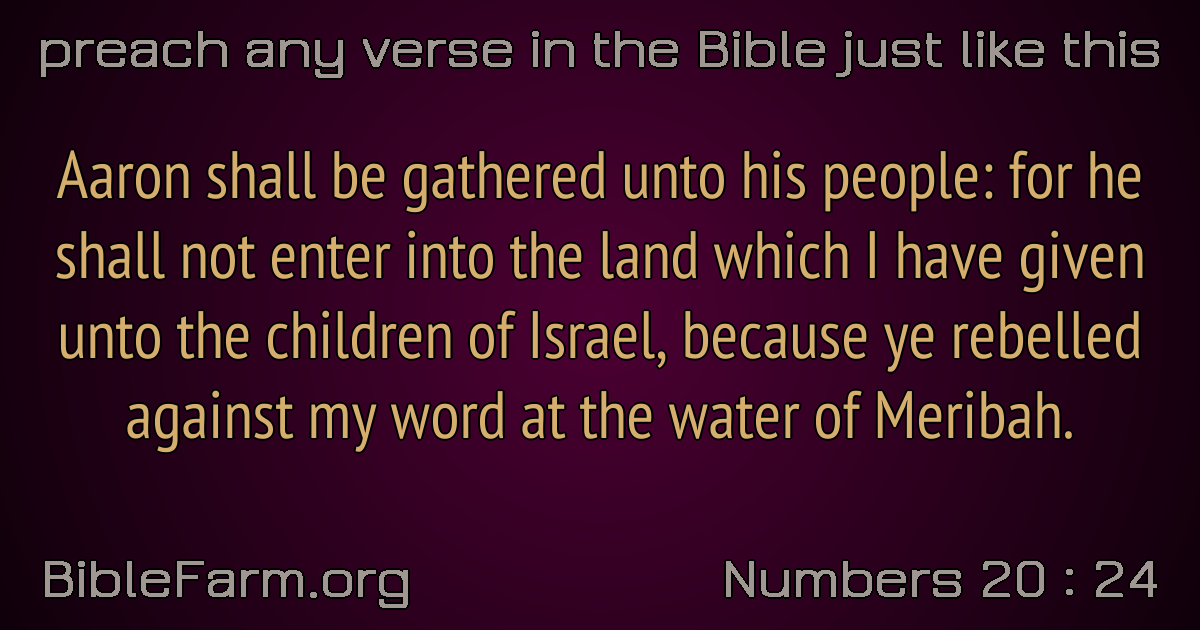 preach any verse in the Bible just like this
Aaron shall be gathered unto his people: for he
shall not enter into the land which I have given
unto the children of Israel, because ye rebelled
against my word at the water of Meribah.
BibleFarm.org
Numbers 20 : 24